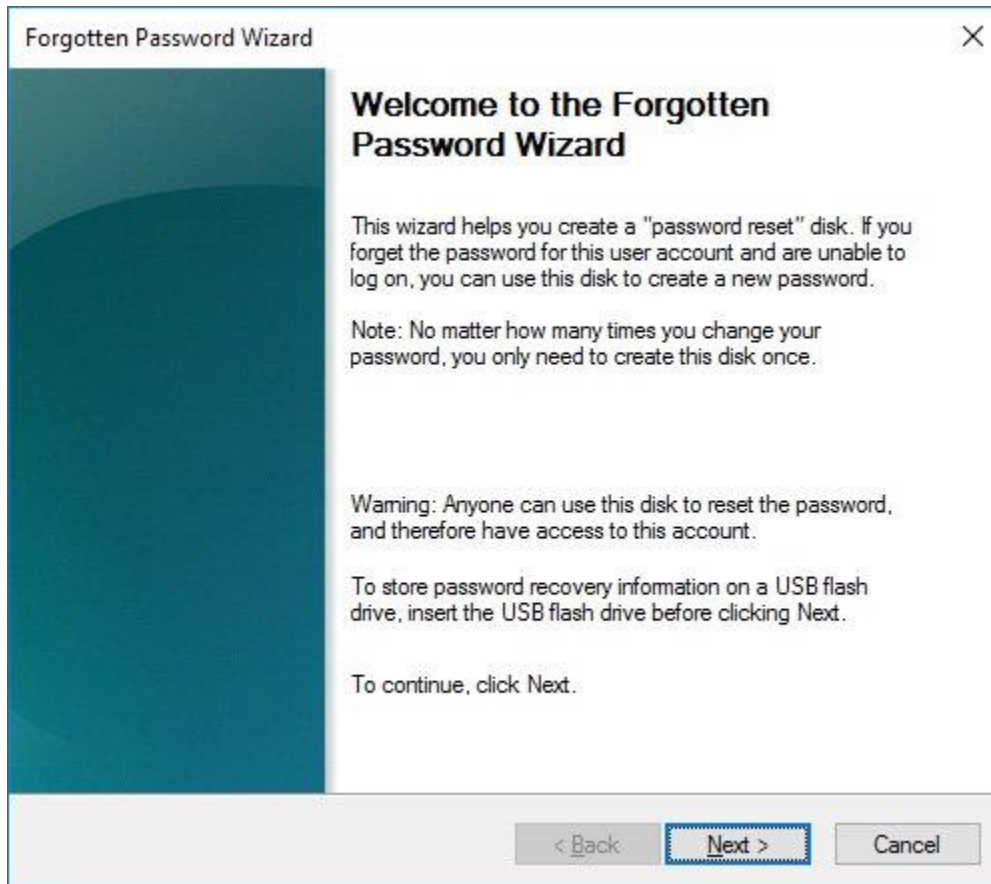 Forgotten Password Wizard
Welcome to the Forgotten
Password Wizard
This wizard helps you create a "password reset" disk. If you
forget the password for this user account and are unable to
log on, you can use this disk to create a new password.
Note: No matter how many times you change your
password, you only need to create this disk once.
Warning: Anyone can use this disk to reset the password,
and therefore have access to this account.
To store password recovery information on a USB flash
drive, insert the USB flash drive before clicking Next.
To continue, click Next.
< Back Next > Cancel